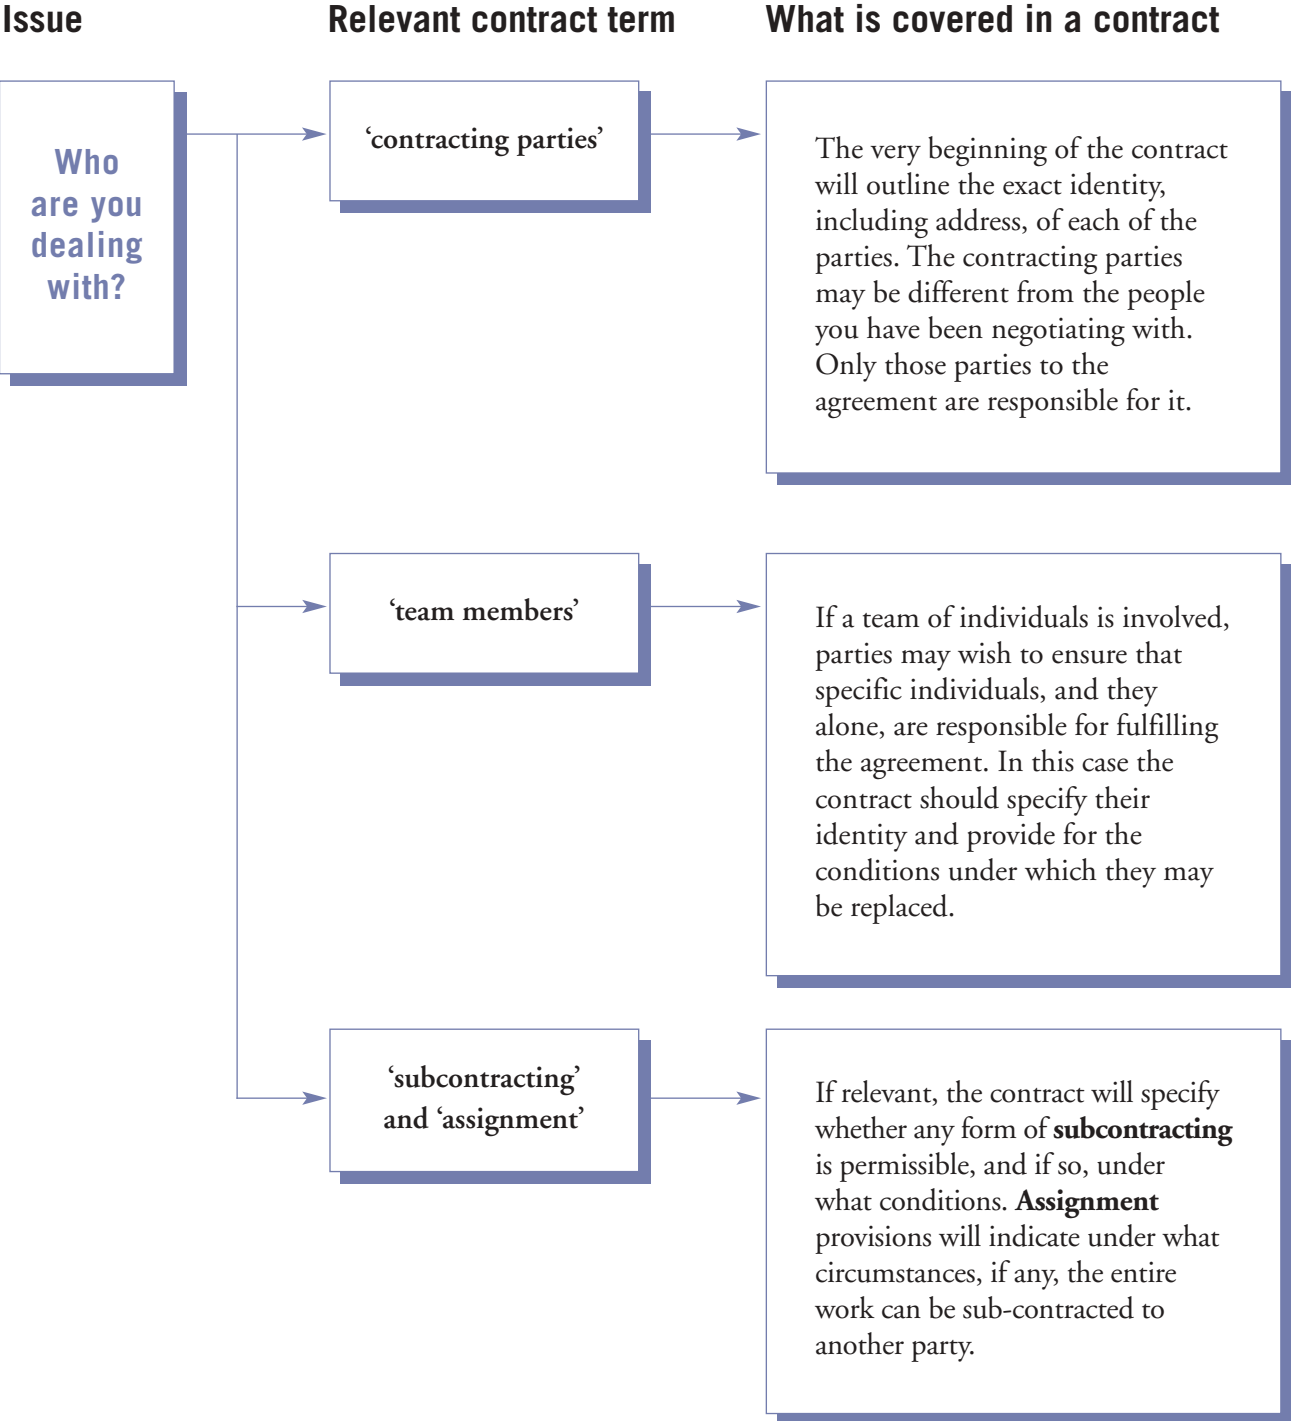 Issue
Relevant contract term
What is covered in a contract
Who
are you
dealing
with?
‘contracting parties’
The very beginning of the contract
will outline the exact identity,
including address, of each of the
parties. The contracting parties
may be different from the people
you have been negotiating with.
Only those parties to the
agreement are responsible for it.
‘team members’
If a team of individuals is involved,
parties may wish to ensure that
specific individuals, and they
alone, are responsible for fulfilling
the agreement. In this case the
contract should specify their
identity and provide for the
conditions under which they may
be replaced.
‘subcontracting’
and ‘assignment’
If relevant, the contract will specify
whether any form of subcontracting
is permissible, and if so, under
what conditions. Assignment
provisions will indicate under what
circumstances, if any, the entire
work can be sub-contracted to
another party.